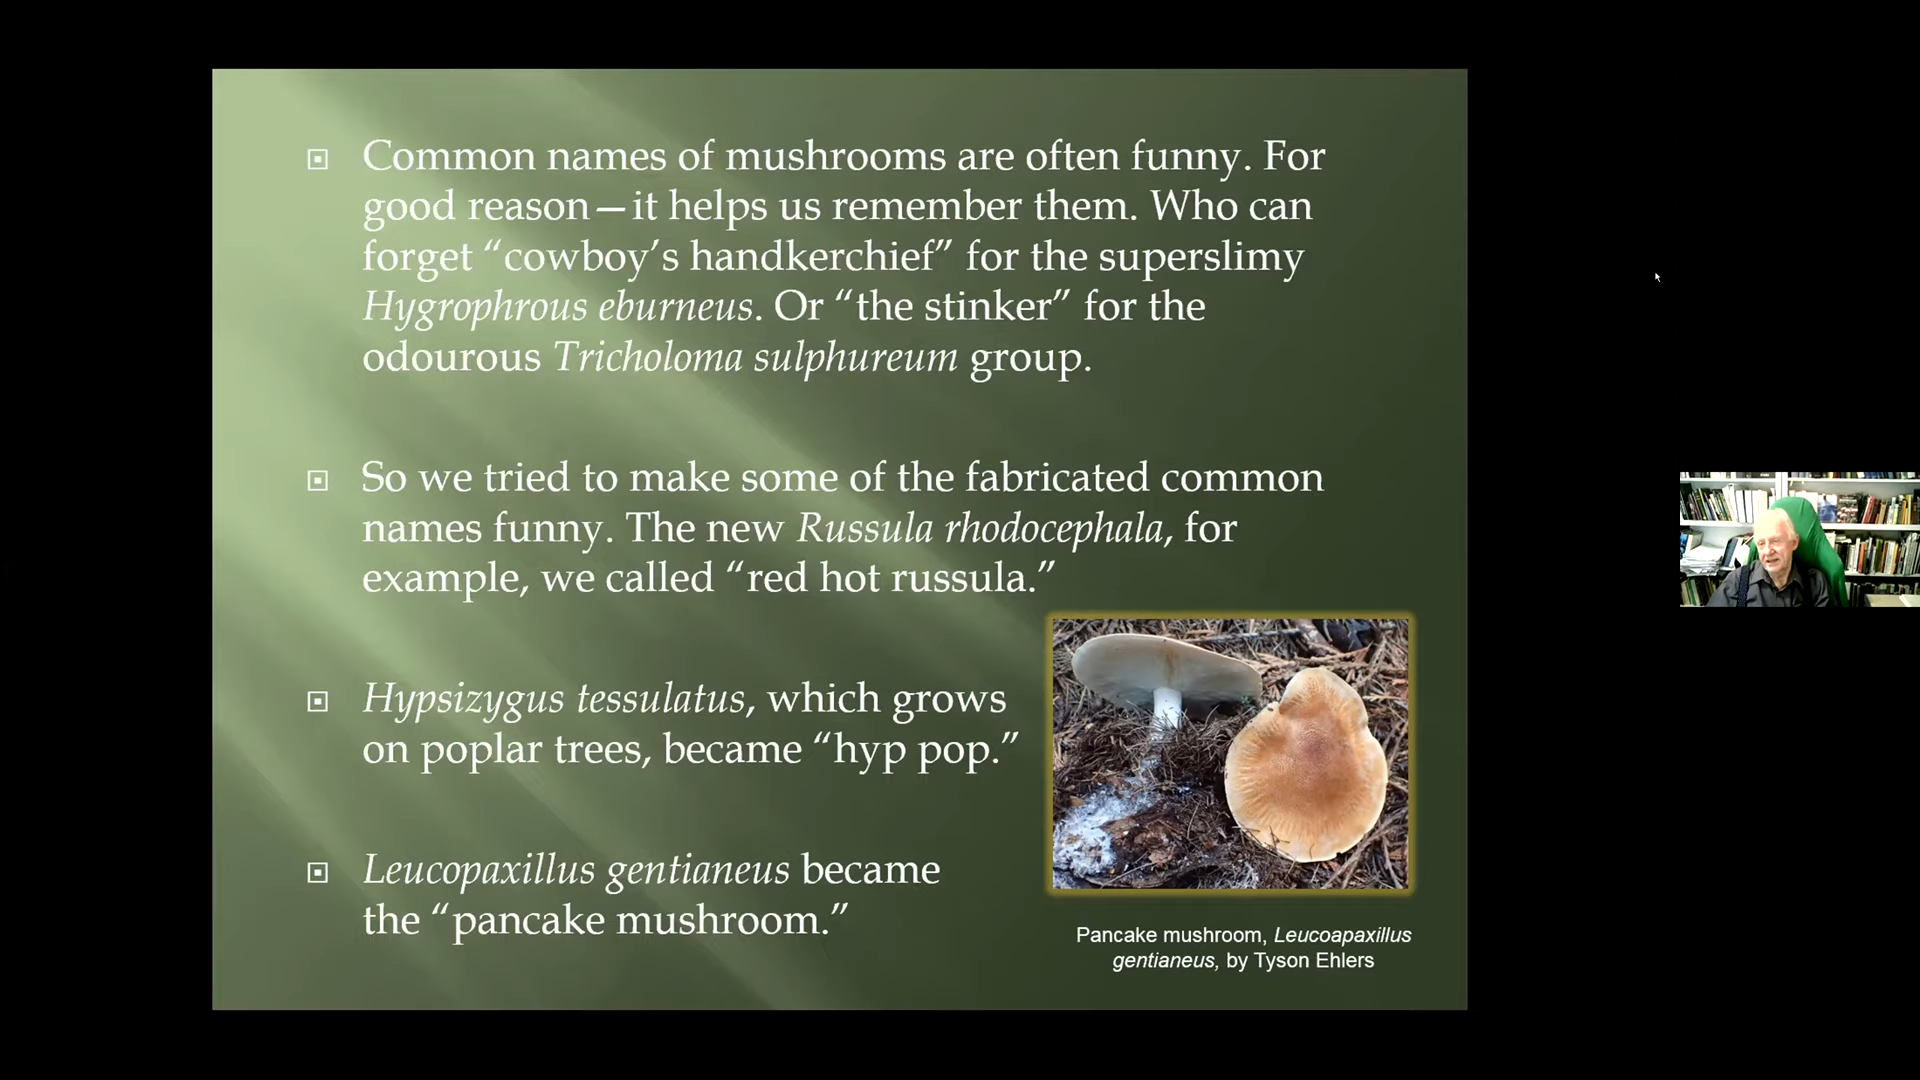 Common names of mushrooms are often funny. For
good reason—it helps us remember them. Who can
forget “cowboy’s handkerchief” for the superslimy
Hygrophrous eburneus. Or “the stinker” for the
odourous Tricholoma sulphureum group.
So we tried to make some of the fabricated common
names funny. The new Russula rhodocephala, for
example, we called “red hot russula.”
Hypsizygus tessulatus, which grows
on poplar trees, became “hyp pop.”
Leucopaxillus gentianeus became
the “pancake mushroom.”
Pancake mushroom, Leucoapaxillus
gentianeus, by Tyson Ehlers